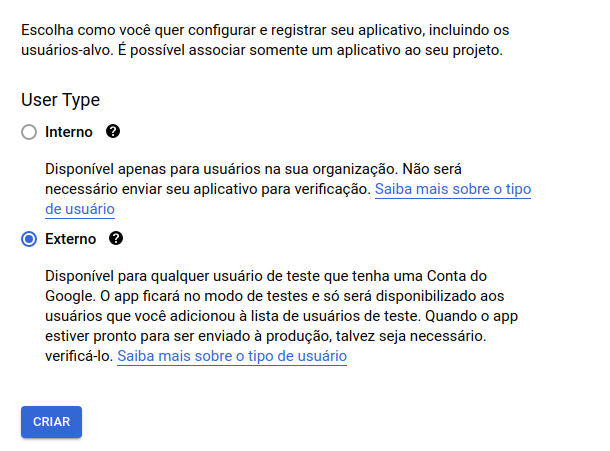 Escolha como você quer configurar e registrar seu aplicativo, incluindo os
usuários-alvo. É possível associar somente um aplicativo ao seu projeto.
User Type
Interno
Disponível apenas para usuários na sua organização. Não será
necessário enviar seu aplicativo para verificação. Saiba mais sobre o tipo
de usuário
Externo
Disponível para qualquer usuário de teste que tenha uma Conta do
Google. O app ficará no modo de testes e só será disponibilizado aos
usuários que você adicionou à lista de usuários de teste. Quando o app
estiver pronto para ser enviado à produção, talvez seja necessário.
verificá-lo. Saiba mais sobre o tipo de usuário
CRIAR